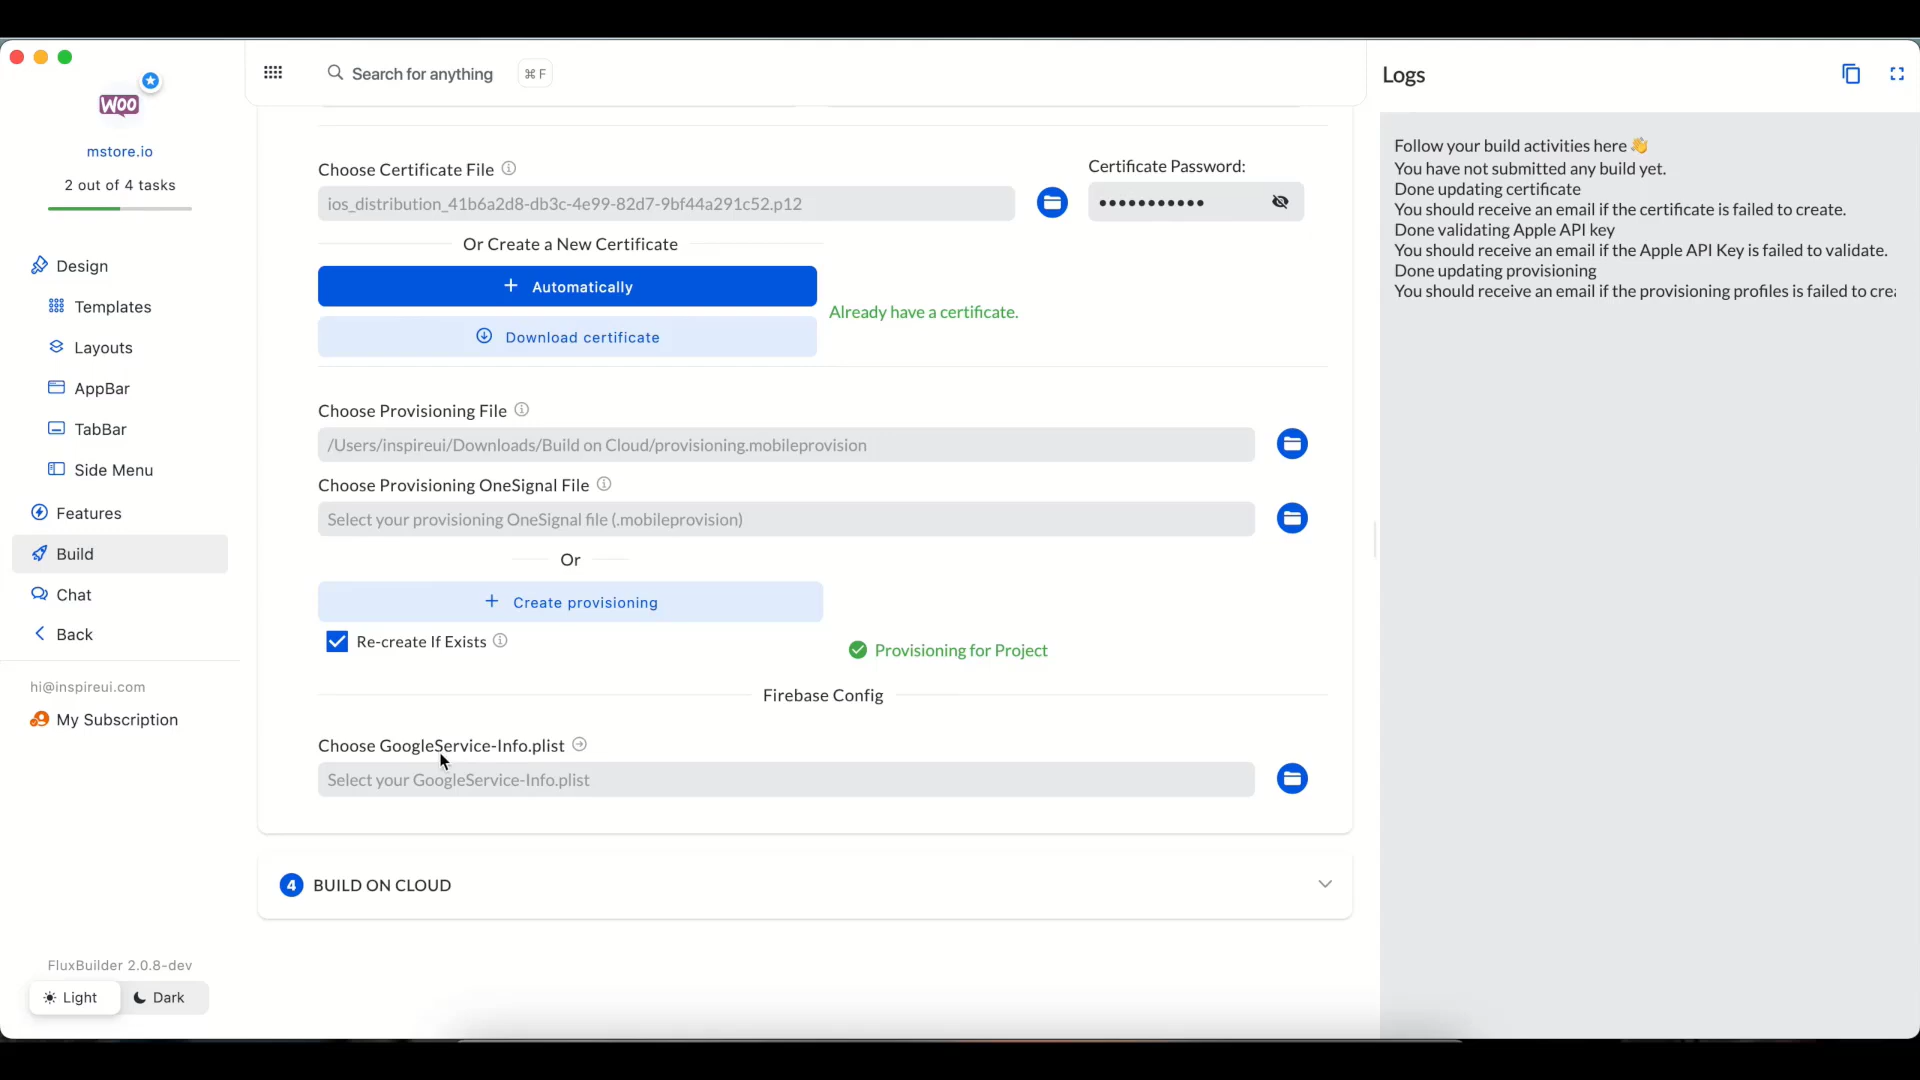 WOO
mstore.io
2 out of 4 tasks
Design
Templates
Layouts
AppBar
TabBar
Side Menu
Features
Build
Chat
Back
hi@inspireui.com
My Subscription
FluxBuilder 2.0.8-dev
Light
Dark
Search for anything
⌘ F
Choose Certificate File
Certificate Password:
ios_distribution_41b6a2d8-db3c-4e99-82d7-9bf44a291c52.p12
•••••••••••
Or Create a New Certificate
+ Automatically
Already have a certificate.
Download certificate
Choose Provisioning File
/Users/inspireui/Downloads/Build on Cloud/provisioning.mobileprovision
Choose Provisioning OneSignal File
Select your provisioning OneSignal file (.mobileprovision)
Or
+ Create provisioning
Re-create If Exists
Provisioning for Project
Firebase Config
Choose GoogleService-Info.plist
Select your GoogleService-Info.plist
4 BUILD ON CLOUD
Logs
Follow your build activities here 👋
You have not submitted any build yet.
Done updating certificate
You should receive an email if the certificate is failed to create.
Done validating Apple API key
You should receive an email if the Apple API Key is failed to validate.
Done updating provisioning
You should receive an email if the provisioning profiles is failed to crea